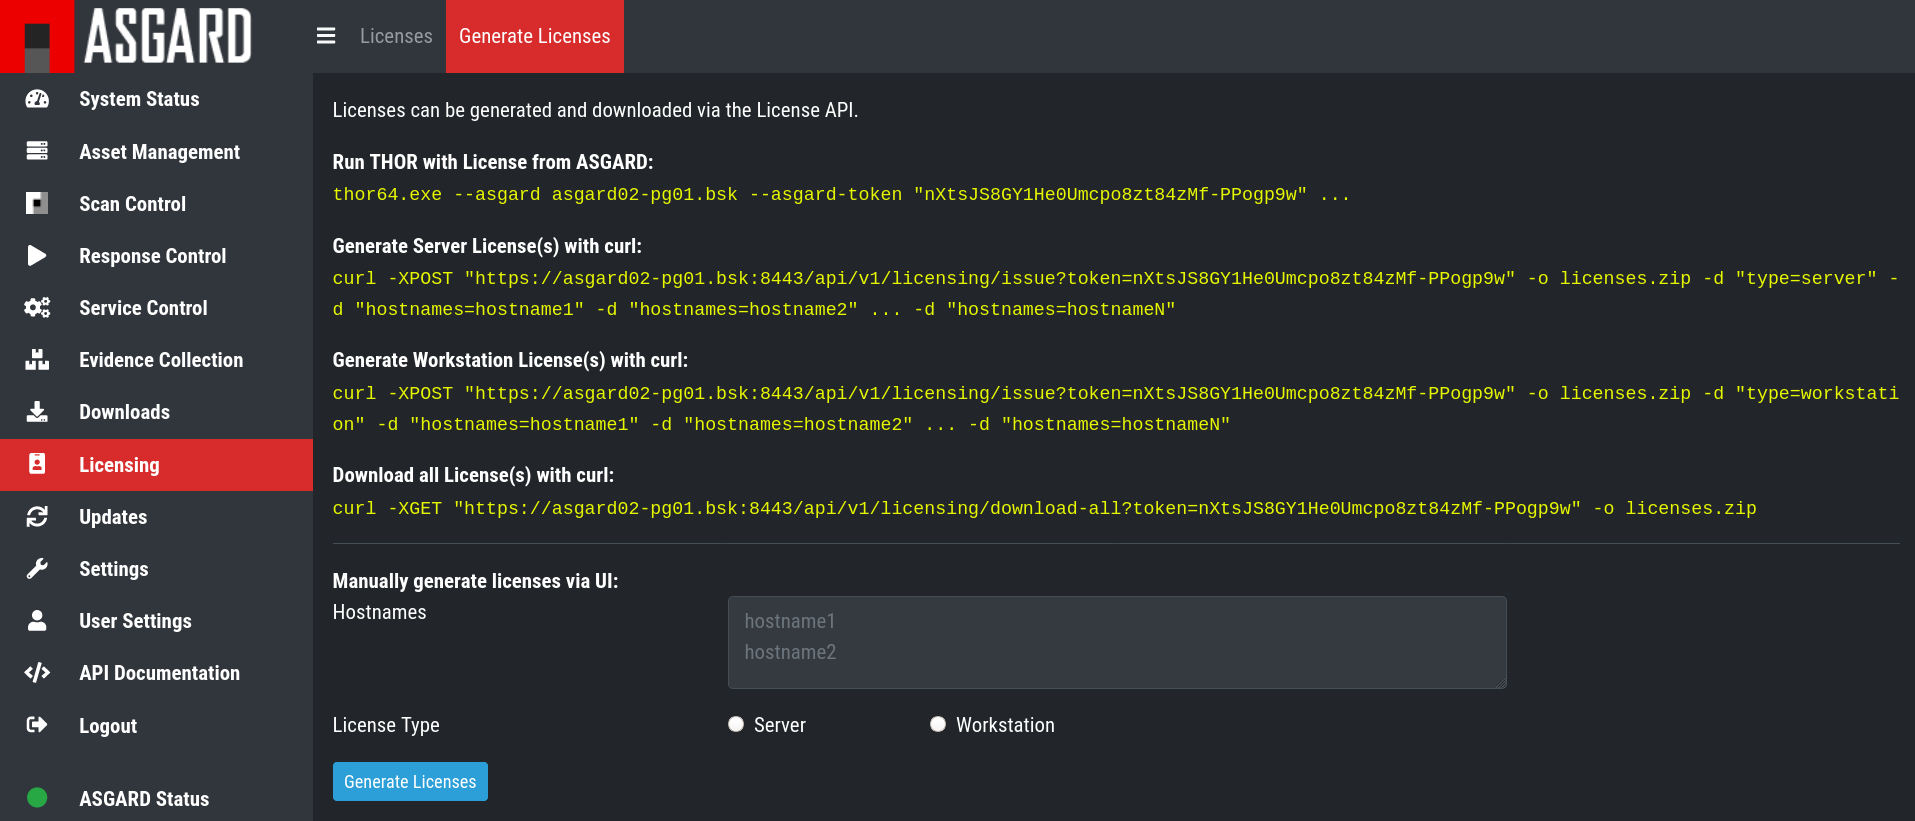 ASGARD
Licenses
Generate Licenses
System Status
Asset Management
Scan Control
Response Control
Service Control
Evidence Collection
Downloads
Licensing
Updates
Settings
User Settings
API Documentation
Logout
ASGARD Status
Licenses can be generated and downloaded via the License API.
Run THOR with License from ASGARD:
thor64.exe --asgard asgard02-pg01.bsk --asgard-token "nXtsJS8GY1He0Umcpo8zt84zMf-PPogp9w" ...
Generate Server License(s) with curl:
curl -XPOST "https://asgard02-pg01.bsk:8443/api/v1/licensing/issue?token=nXtsJS8GY1He0Umcpo8zt84zMf-PPogp9w" -o licenses.zip -d "type=server" -
d "hostnames=hostname1" -d "hostnames=hostname2" ... -d "hostnames=hostnameN"
Generate Workstation License(s) with curl:
curl -XPOST "https://asgard02-pg01.bsk:8443/api/v1/licensing/issue?token=nXtsJS8GY1He0Umcpo8zt84zMf-PPogp9w" -o licenses.zip -d "type=workstati
on" -d "hostnames=hostname1" -d "hostnames=hostname2" ... -d "hostnames=hostnameN"
Download all License(s) with curl:
curl -XGET "https://asgard02-pg01.bsk:8443/api/v1/licensing/download-all?token=nXtsJS8GY1He0Umcpo8zt84zMf-PPogp9w" -o licenses.zip
Manually generate licenses via UI:
Hostnames
hostname1
hostname2
License Type
Server
Workstation
Generate Licenses